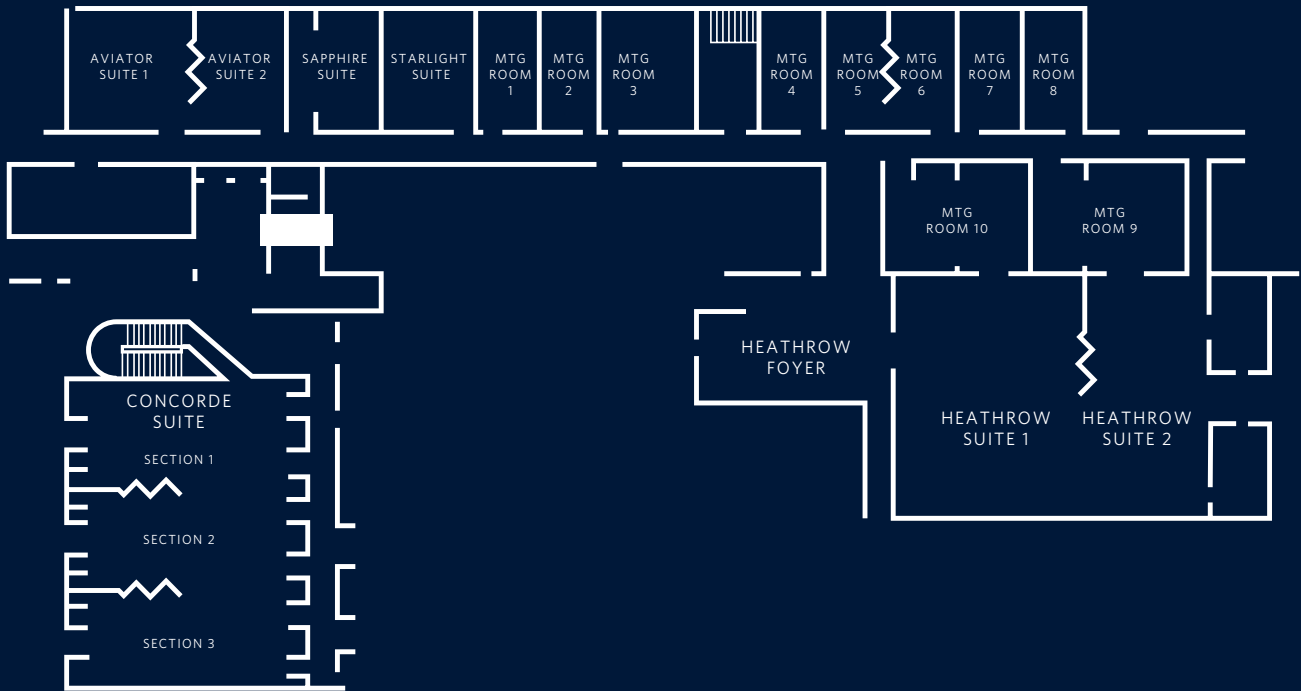 AVIATOR
SUITE 1
AVIATOR
SUITE 2
SAPPHIRE
SUITE
STARLIGHT
SUITE
MTG
ROOM
1
MTG
ROOM
2
MTG
ROOM
3
MTG
ROOM
4
MTG
ROOM
5
MTG
ROOM
6
MTG
ROOM
7
MTG
ROOM
8
MTG
ROOM 10
MTG
ROOM 9
HEATHROW
FOYER
HEATHROW
SUITE 1
HEATHROW
SUITE 2
CONCORDE
SUITE
SECTION 1
SECTION 2
SECTION 3